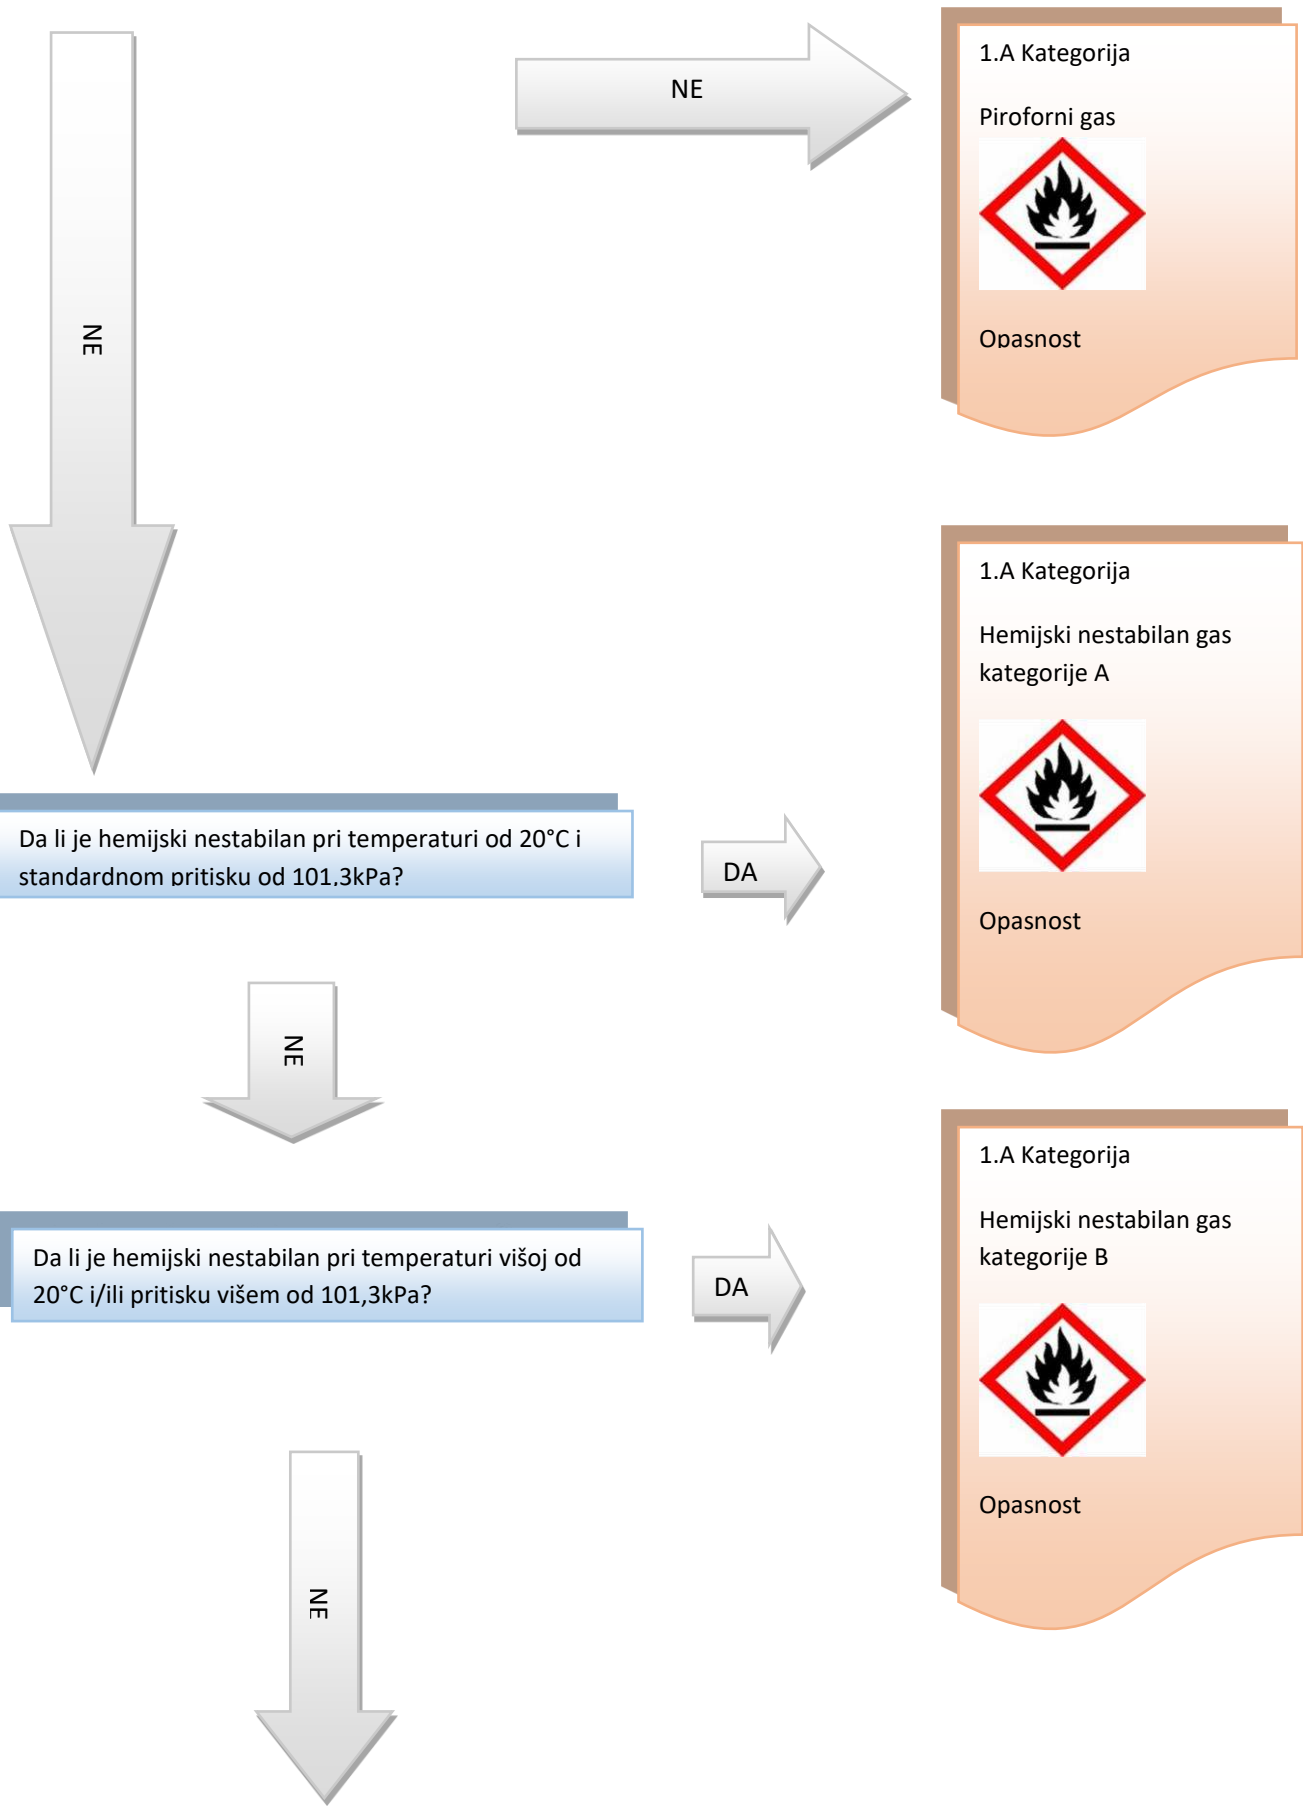 NE
1.A Kategorija
Piroforni gas
Opasnost
NE
1.A Kategorija
Hemijski nestabilan gas
kategorije A
Opasnost
Da li je hemijski nestabilan pri temperaturi od 20°C i
standardnom pritisku od 101,3kPa?
DA
NE
1.A Kategorija
Hemijski nestabilan gas
kategorije B
Opasnost
Da li je hemijski nestabilan pri temperaturi višoj od
20°C i/ili pritisku višem od 101,3kPa?
DA
NE